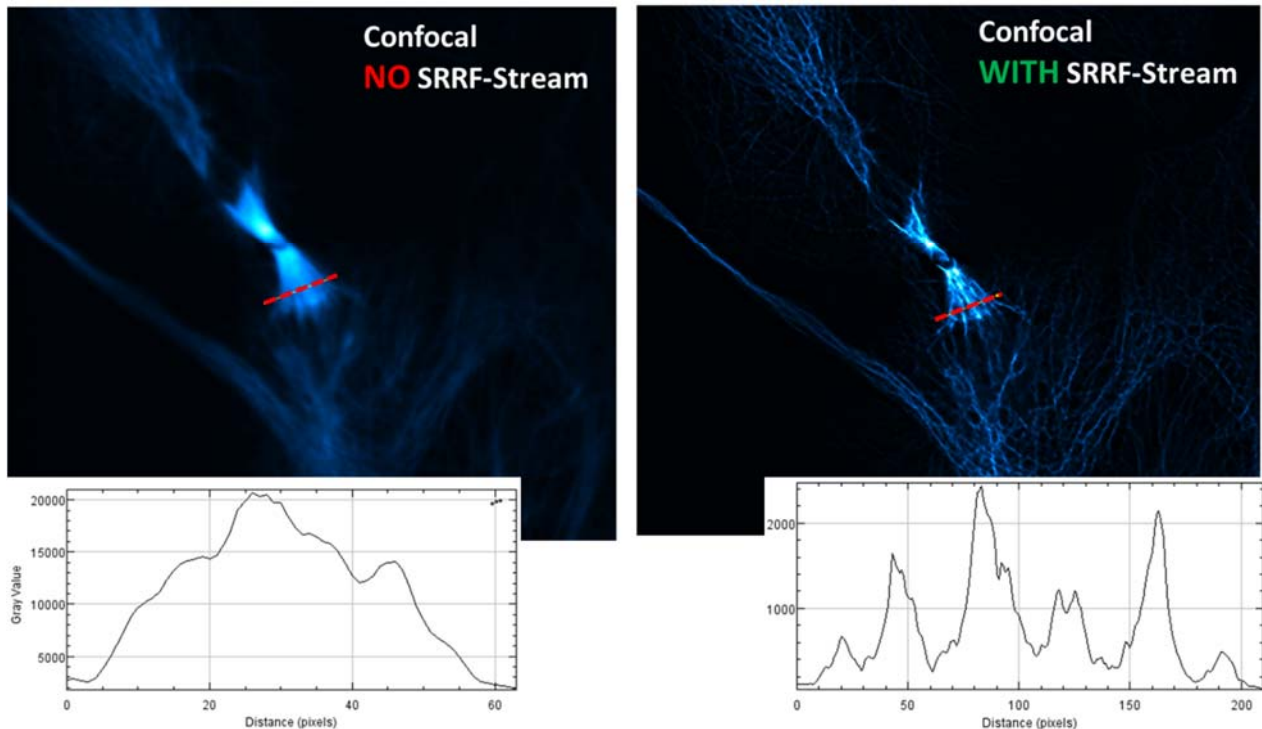 Confocal
NO SRRF-Stream
Confocal
WITH SRRF-Stream
20000
15000
10000
5000
Gray Value
0 20 40 60
Distance (pixels)
2000
1000
0 50 100 150 200
Distance (pixels)